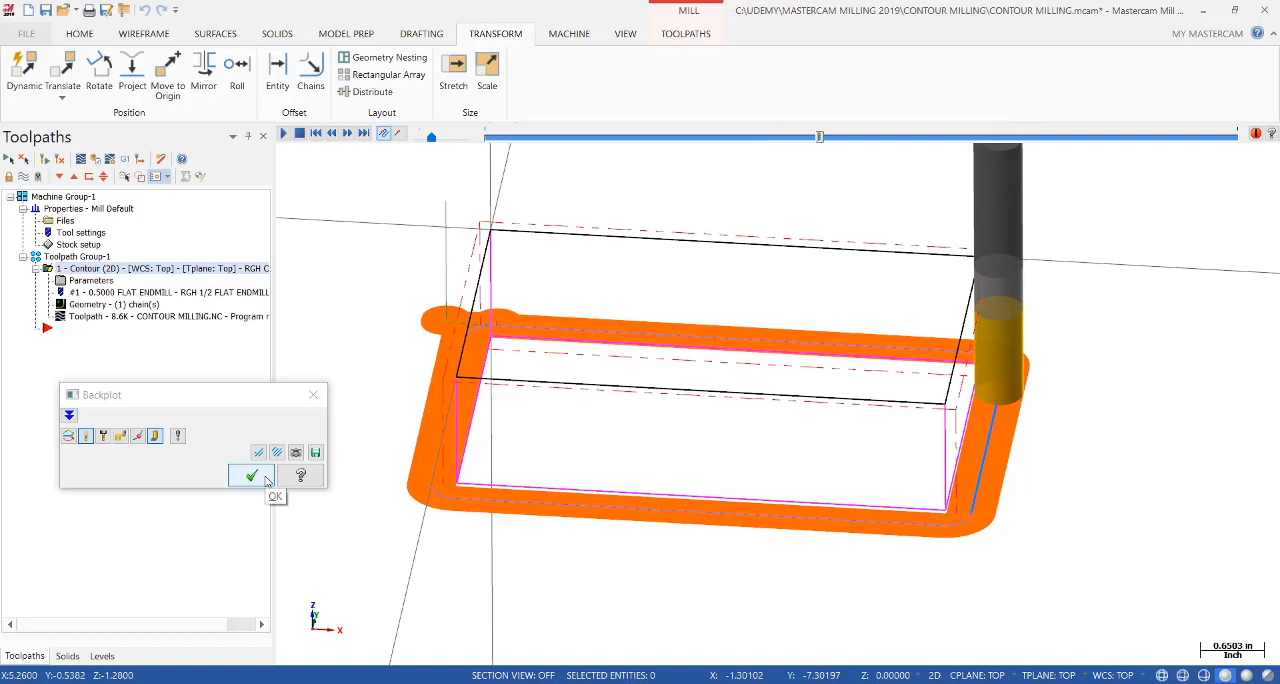 MILL
C:\UDEMY\MASTERCAM MILLING 2019\CONTOUR MILLING\CONTOUR MILLING.mcam* - Mastercam Mill ...
FILE HOME WIREFRAME SURFACES SOLIDS MODEL PREP DRAFTING TRANSFORM MACHINE VIEW TOOLPATHS MY MASTERCAM
Dynamic Translate Rotate Project Move to Origin Mirror Roll
Entity Chains
Geometry Nesting
Rectangular Array
Distribute
Stretch Scale
Position Offset Layout Size
Toolpaths
G1
Machine Group-1
Properties - Mill Default
Files
Tool settings
Stock setup
Toolpath Group-1
1 - Contour (2D) - [WCS: Top] - [Tplane: Top] - RGH C
Parameters
#1 - 0.5000 FLAT ENDMILL - RGH 1/2 FLAT ENDMILL
Geometry - (1) chain(s)
Toolpath - 8.6K - CONTOUR MILLING.NC - Program r
Backplot
OK
Z
Y
X
0.6503 in
Inch
Toolpaths Solids Levels
X:5.2600 Y:-0.5382 Z:-1.2800 SECTION VIEW: OFF SELECTED ENTITIES: 0 X: -1.30102 Y: -7.30197 Z: 0.00000 2D CPLANE: TOP TPLANE: TOP WCS: TOP